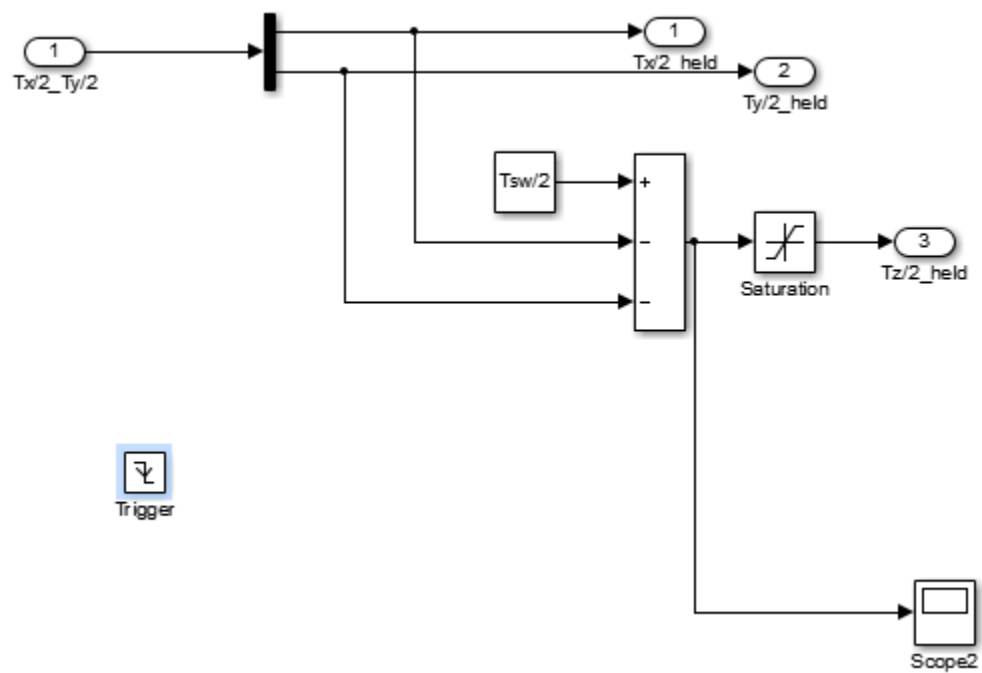 1
Tx/2_Ty/2
1
Tx/2_held
2
Ty/2_held
Tsw/2
+
−
−
Saturation
3
Tz/2_held
Trigger
Scope2